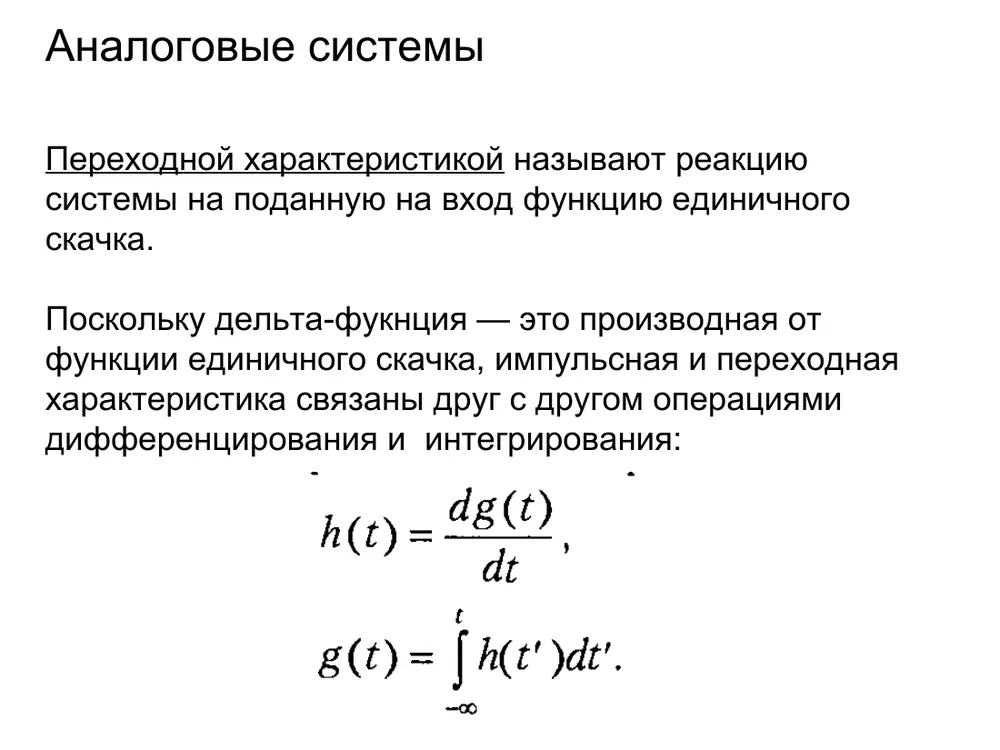 Аналоговые системы
Переходной характеристикой называют реакцию
системы на поданную на вход функцию единичного
скачка.
Поскольку дельта-фукнция — это производная от
функции единичного скачка, импульсная и переходная
характеристика связаны друг с другом операциями
дифференцирования и  интегрирования:
h(t) = dg(t)/dt,
g(t) = ∫_{-∞}^{t} h(t′)dt′.